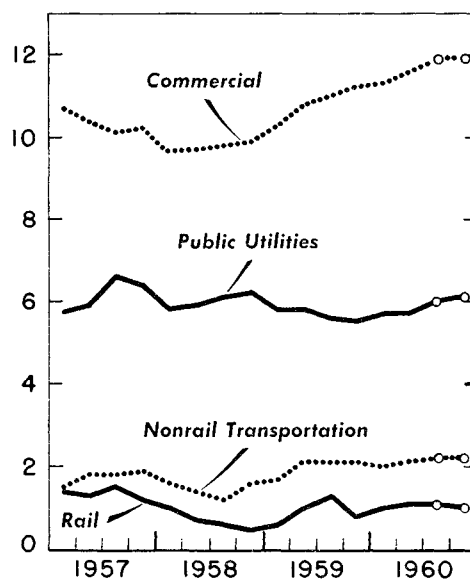 12
Commercial
10
8
Public Utilities
6
4
Nonrail Transportation
2
Rail
0
1957 1958 1959 1960